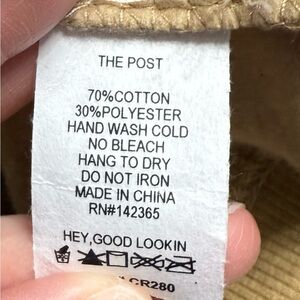 THE POST
70%COTTON
30%POLYESTER
HAND WASH COLD
NO BLEACH
HANG TO DRY
DO NOT IRON
MADE IN CHINA
RN#142365
HEY,GOOD LOOKIN
CR280